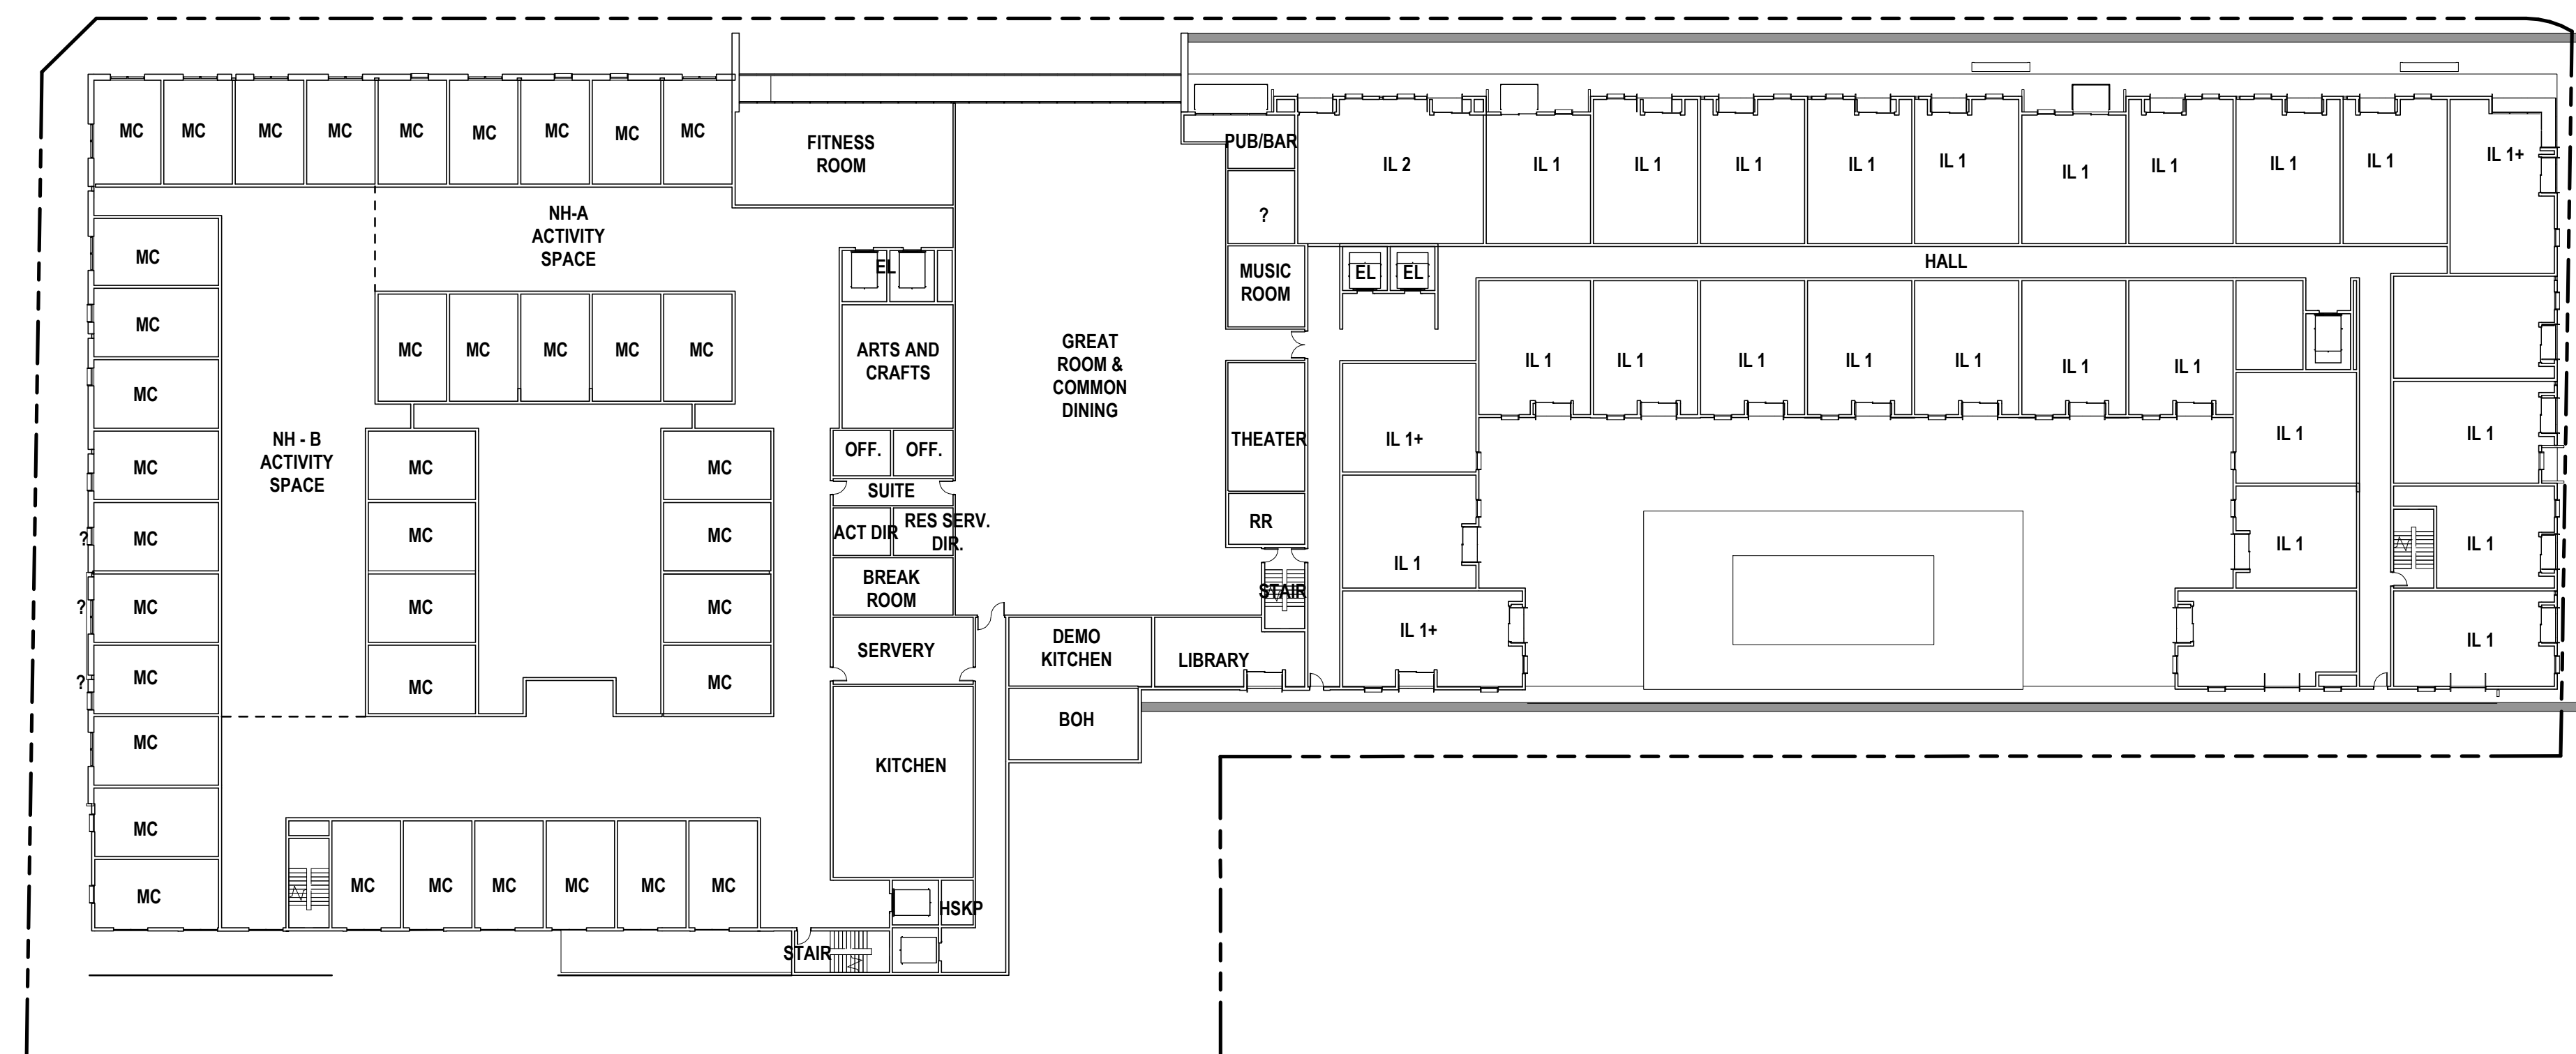 MC
MC
MC
MC
MC
MC
MC
MC
MC
FITNESS
ROOM
PUB/BAR
IL 2
IL 1
IL 1
IL 1
IL 1
IL 1
IL 1
IL 1
IL 1
IL 1
IL 1+
NH-A
ACTIVITY
SPACE
?
MC
EL
MUSIC
ROOM
EL
EL
HALL
MC
MC
MC
MC
MC
MC
MC
ARTS AND
CRAFTS
GREAT
ROOM &
COMMON
DINING
IL 1
IL 1
IL 1
IL 1
IL 1
IL 1
IL 1
MC
NH - B
ACTIVITY
SPACE
MC
MC
OFF.
OFF.
THEATER
IL 1+
IL 1
IL 1
SUITE
?
MC
MC
MC
ACT DIR
RES SERV.
DIR.
RR
IL 1
IL 1
IL 1
?
MC
MC
MC
BREAK
ROOM
STAIR
?
MC
MC
MC
SERVERY
DEMO
KITCHEN
LIBRARY
IL 1+
IL 1
MC
BOH
KITCHEN
MC
MC
MC
MC
MC
MC
MC
MC
HSKP
STAIR